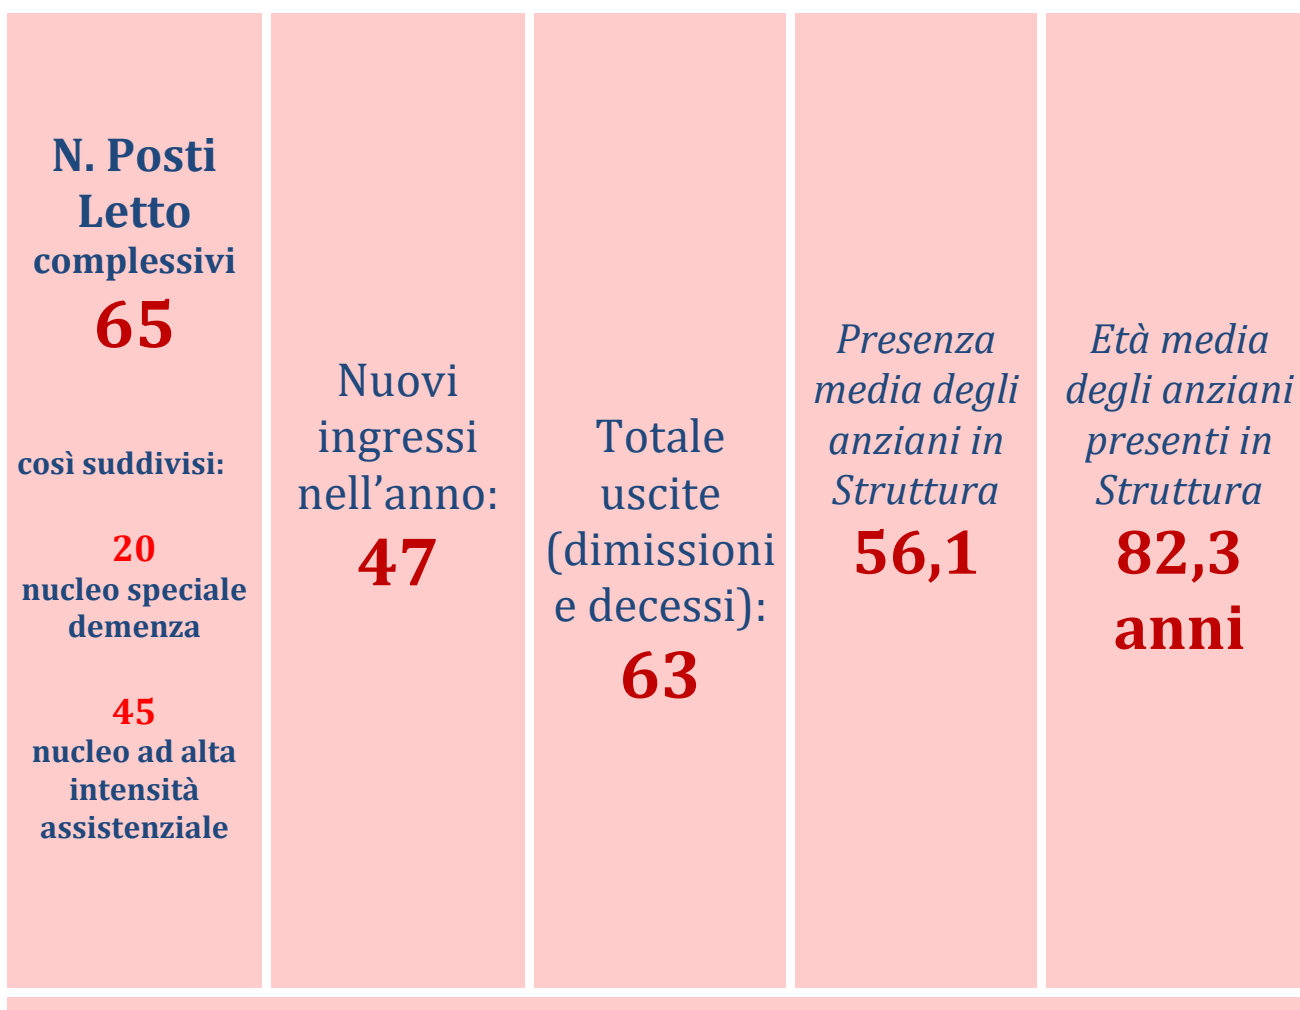 N. Posti
Letto
complessivi
65
così suddivisi:
20
nucleo speciale
demenza
45
nucleo ad alta
intensità
assistenziale
Nuovi
ingressi
nell’anno:
47
Totale
uscite
(dimissioni
e decessi):
63
Presenza
media degli
anziani in
Struttura
56,1
Età media
degli anziani
presenti in
Struttura
82,3
anni